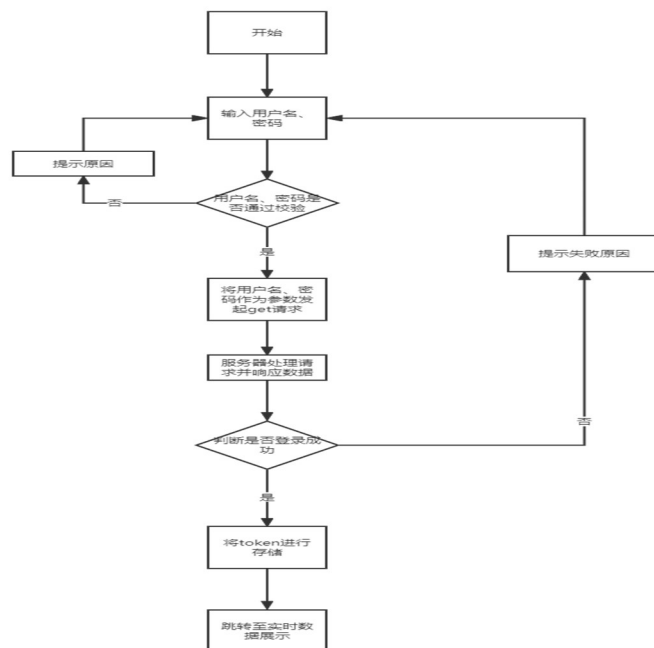 开始
输入用户名、
密码
提示原因
用户名、密码是
否通过校验
否
是
提示失败原因
将用户名、密
码作为参数发
起get请求
服务器处理请
求并响应数据
判断是否登录成
功
否
是
将token进行
存储
跳转至实时数
据展示